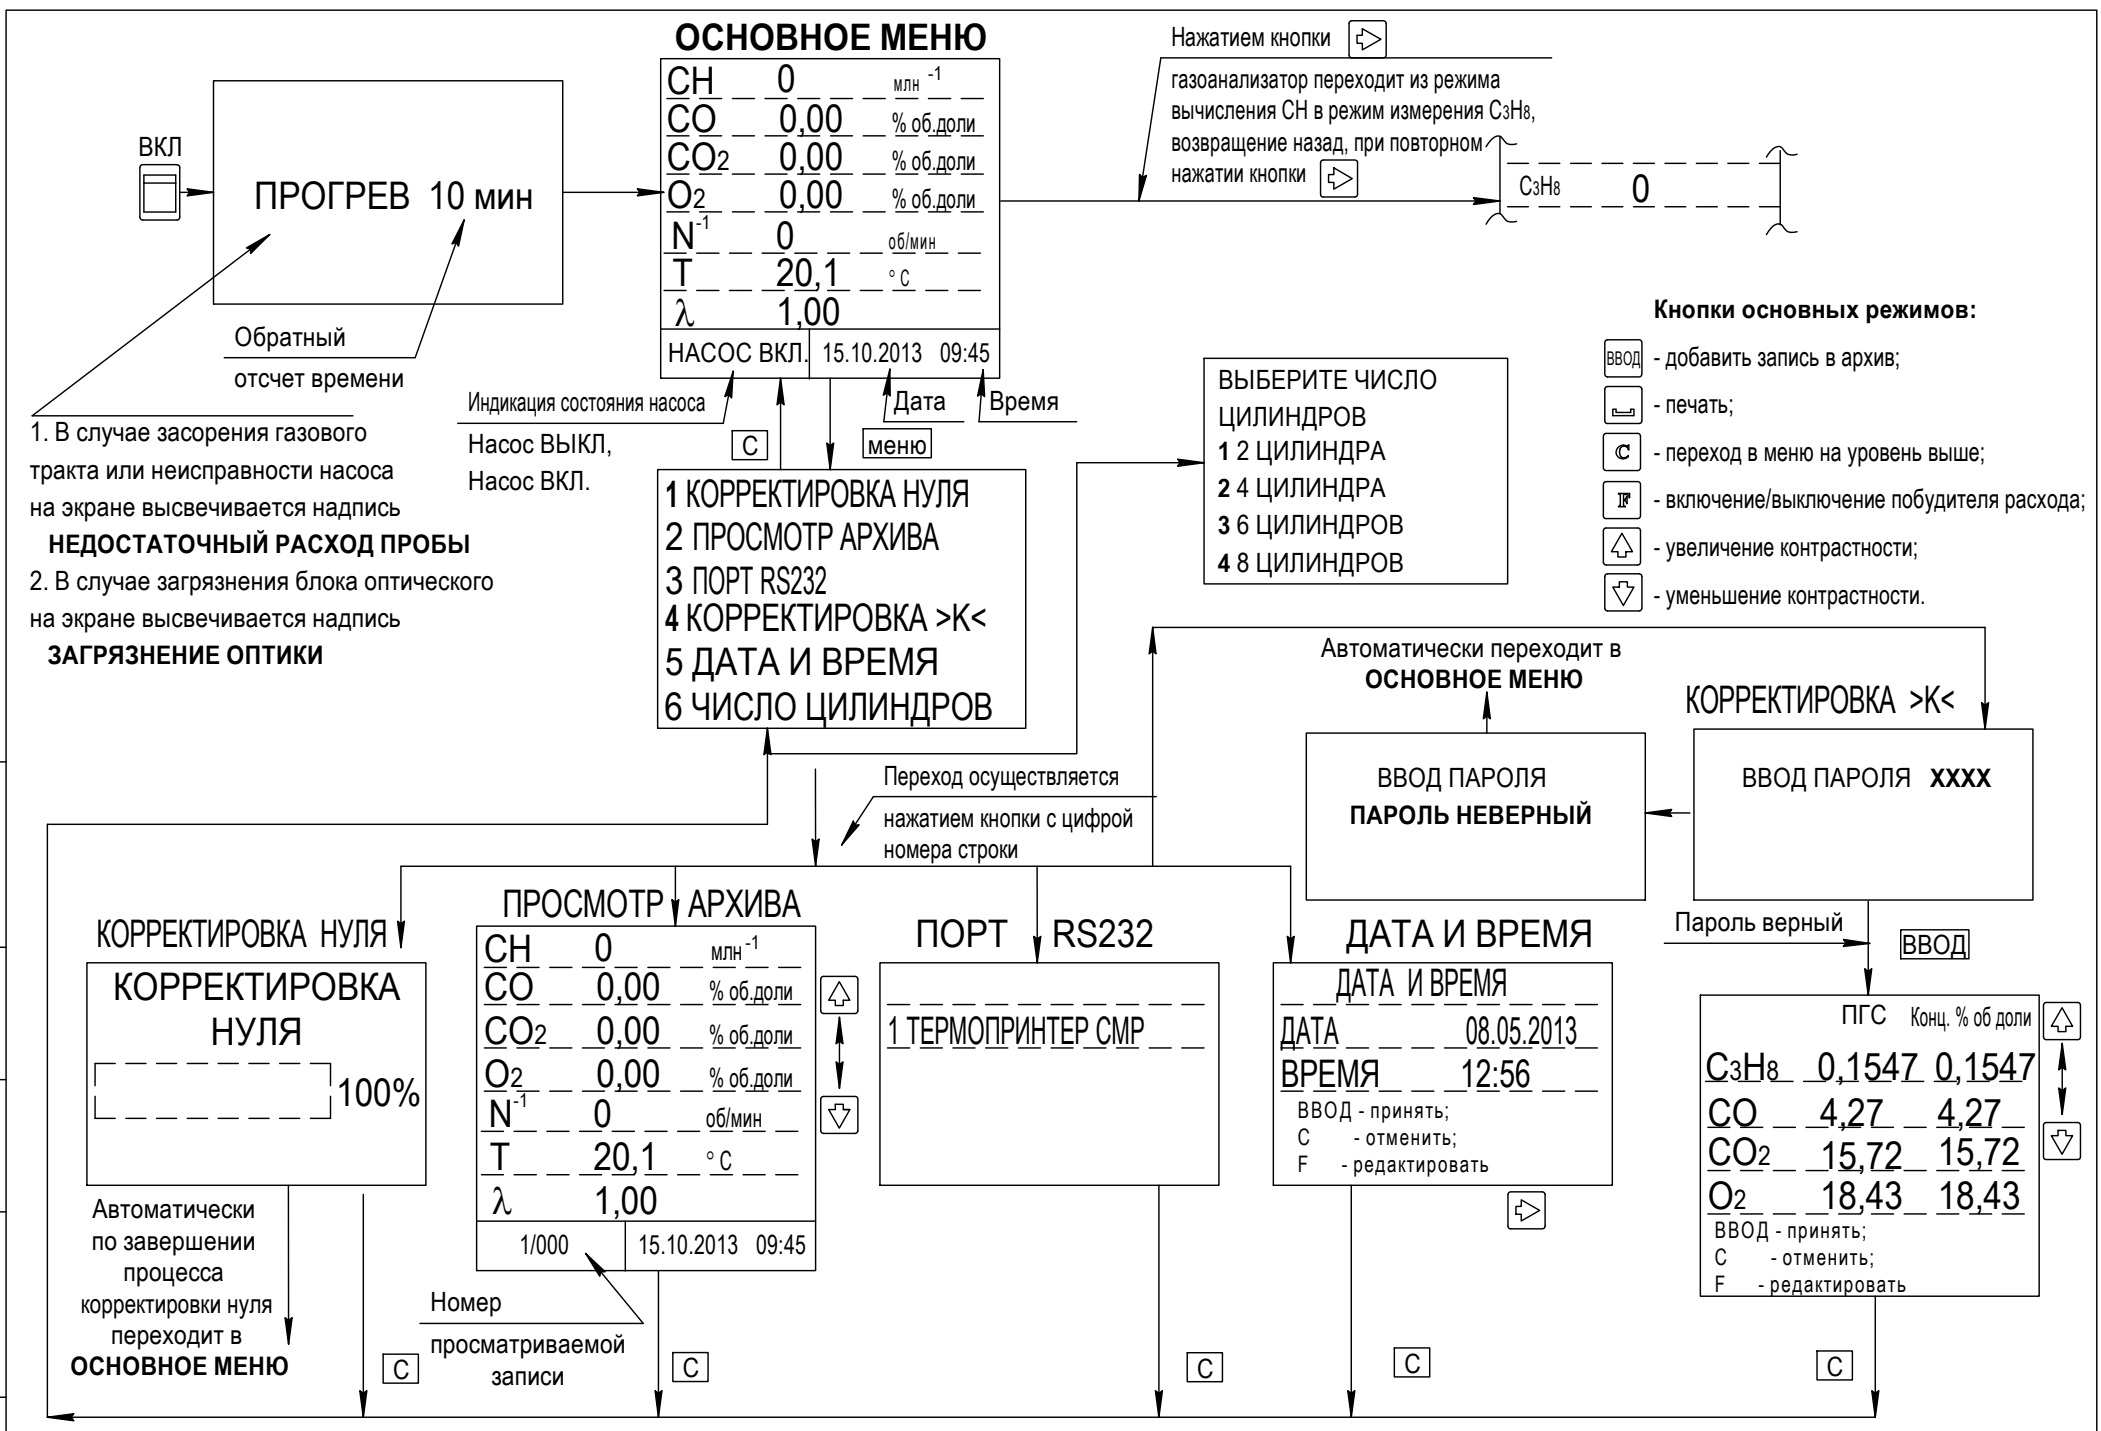 ОСНОВНОЕ МЕНЮ
CH 0 млн -1
CO 0,00 % об.доли
CO2 0,00 % об.доли
O2 0,00 % об.доли
N-1 0 об/мин
T 20,1 ° C
λ 1,00
НАСОС ВКЛ. 15.10.2013 09:45
ВКЛ
ПРОГРЕВ 10 мин
Обратный
отсчет времени
1. В случае засорения газового
тракта или неисправности насоса
на экране высвечивается надпись
НЕДОСТАТОЧНЫЙ РАСХОД ПРОБЫ
2. В случае загрязнения блока оптического
на экране высвечивается надпись
ЗАГРЯЗНЕНИЕ ОПТИКИ
Индикация состояния насоса
Насос ВЫКЛ,
Насос ВКЛ.
C
меню
Дата
Время
Нажатием кнопки
газоанализатор переходит из режима
вычисления CH в режим измерения C3H8,
возвращение назад, при повторном
нажатии кнопки
C3H8 0
Кнопки основных режимов:
ВВОД - добавить запись в архив;
- печать;
C - переход в меню на уровень выше;
F - включение/выключение побудителя расхода;
- увеличение контрастности;
- уменьшение контрастности.
ВЫБЕРИТЕ ЧИСЛО
ЦИЛИНДРОВ
1 2 ЦИЛИНДРА
2 4 ЦИЛИНДРА
3 6 ЦИЛИНДРОВ
4 8 ЦИЛИНДРОВ
1 КОРРЕКТИРОВКА НУЛЯ
2 ПРОСМОТР АРХИВА
3 ПОРТ RS232
4 КОРРЕКТИРОВКА >K<
5 ДАТА И ВРЕМЯ
6 ЧИСЛО ЦИЛИНДРОВ
Переход осуществляется
нажатием кнопки с цифрой
номера строки
Автоматически переходит в
ОСНОВНОЕ МЕНЮ
ВВОД ПАРОЛЯ
ПАРОЛЬ НЕВЕРНЫЙ
КОРРЕКТИРОВКА >K<
ВВОД ПАРОЛЯ XXXX
Пароль верный
ВВОД
КОРРЕКТИРОВКА НУЛЯ
КОРРЕКТИРОВКА
НУЛЯ
100%
Автоматически
по завершении
процесса
корректировки нуля
переходит в
ОСНОВНОЕ МЕНЮ
C
ПРОСМОТР АРХИВА
CH 0 млн -1
CO 0,00 % об.доли
CO2 0,00 % об.доли
O2 0,00 % об.доли
N-1 0 об/мин
T 20,1 ° C
λ 1,00
1/000 15.10.2013 09:45
Номер
просматриваемой
записи
C
ПОРТ RS232
1 ТЕРМОПРИНТЕР CMP
C
ДАТА И ВРЕМЯ
ДАТА И ВРЕМЯ
ДАТА 08.05.2013
ВРЕМЯ 12:56
ВВОД - принять;
C - отменить;
F - редактировать
C
ПГС Конц. % об доли
C3H8 0,1547 0,1547
CO 4,27 4,27
CO2 15,72 15,72
O2 18,43 18,43
ВВОД - принять;
C - отменить;
F - редактировать
C